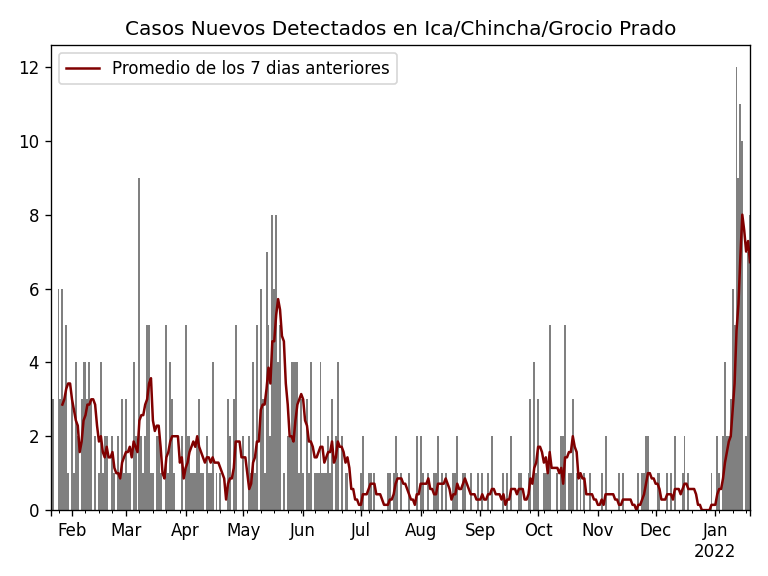 Casos Nuevos Detectados en Ica/Chincha/Grocio Prado
Promedio de los 7 dias anteriores
12
10
8
6
4
2
0
Feb Mar Apr May Jun Jul Aug Sep Oct Nov Dec Jan
2022